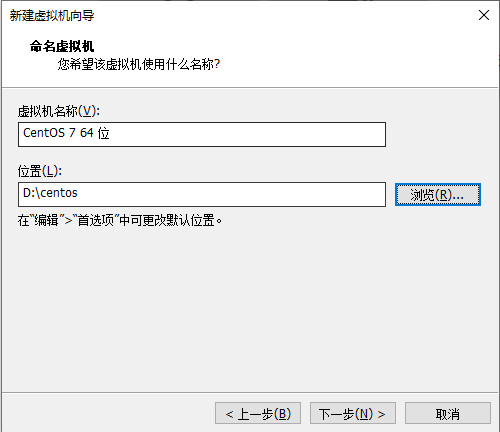 新建虚拟机向导
命名虚拟机
您希望该虚拟机使用什么名称?
虚拟机名称(V):
CentOS 7 64 位
位置(L):
D:\centos
浏览(R)...
在“编辑”>“首选项”中可更改默认位置。
< 上一步(B)
下一步(N) >
取消